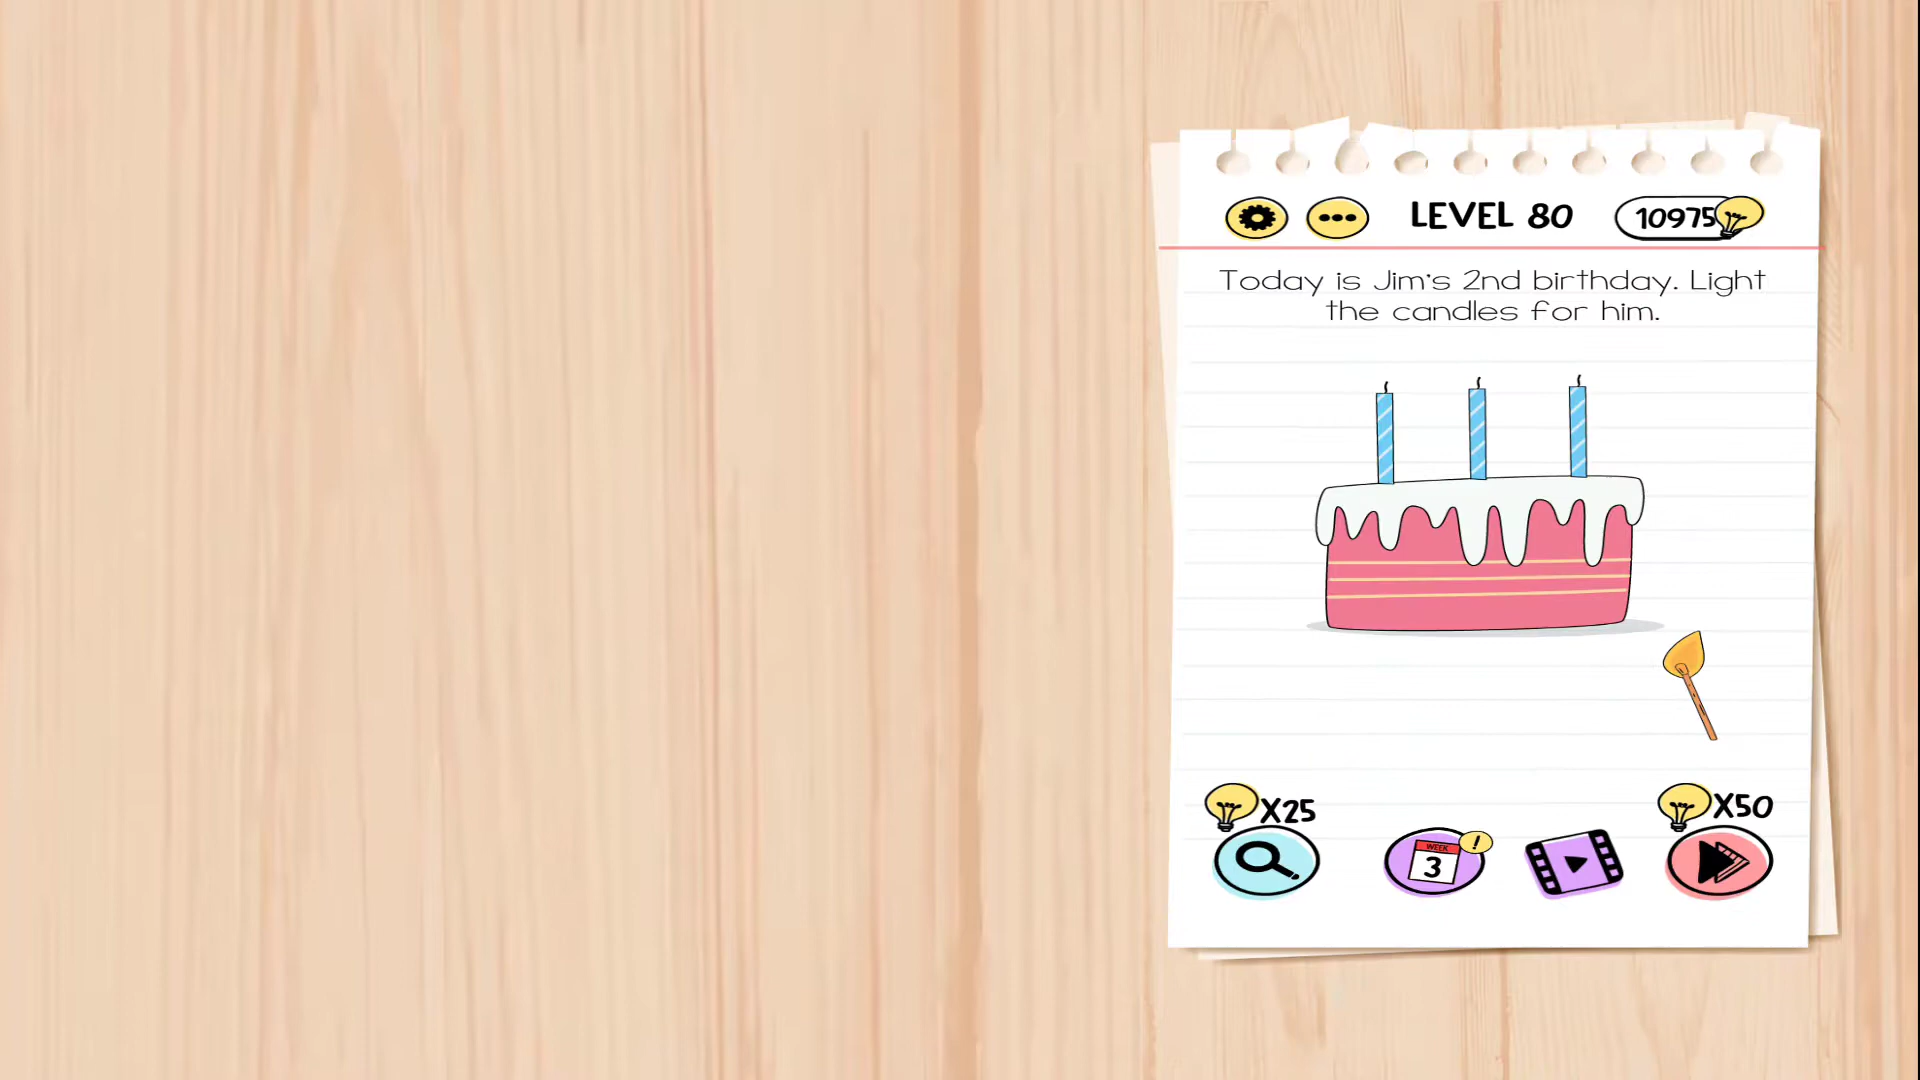 LEVEL 80
10975
Today is Jim's 2nd birthday. Light
the candles for him.
X25
X50
WEEK
3
!